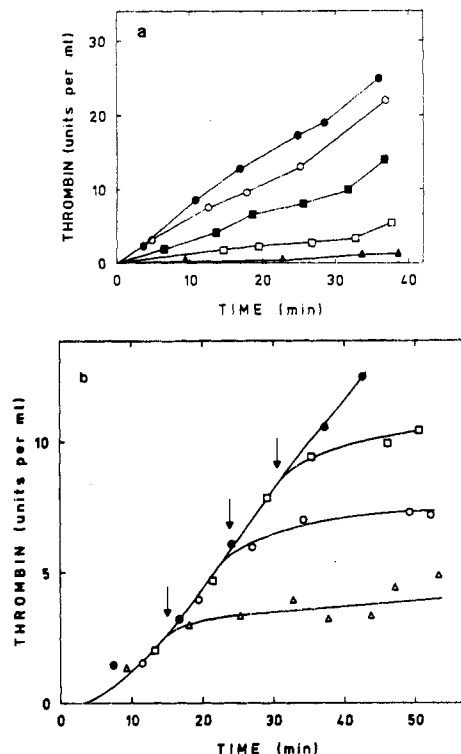 a
THROMBIN (units per ml)
30
20
10
0
0 10 20 30 40
TIME (min)
b
THROMBIN (units per ml)
10
5
0
0 10 20 30 40 50
TIME (min)